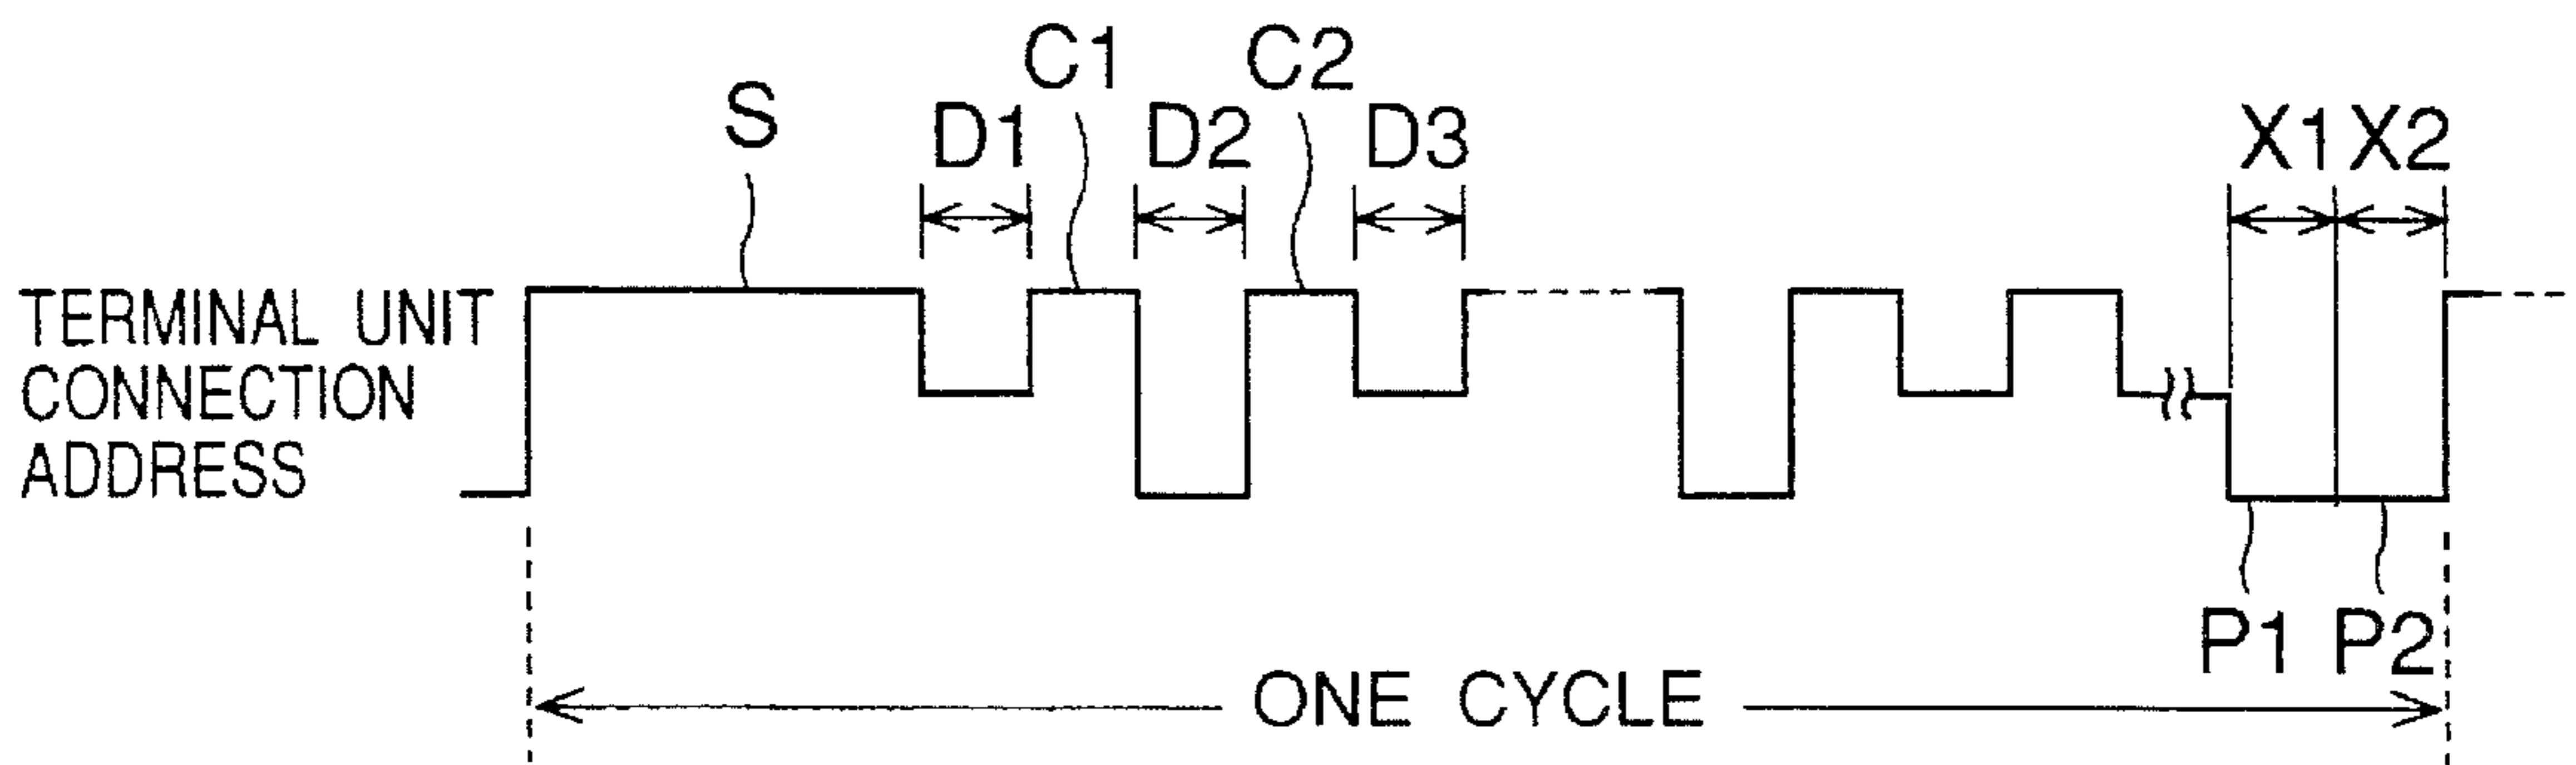 C1 C2
S D1 D2 D3 X1 X2
TERMINAL UNIT
CONNECTION
ADDRESS
P1 P2
ONE CYCLE